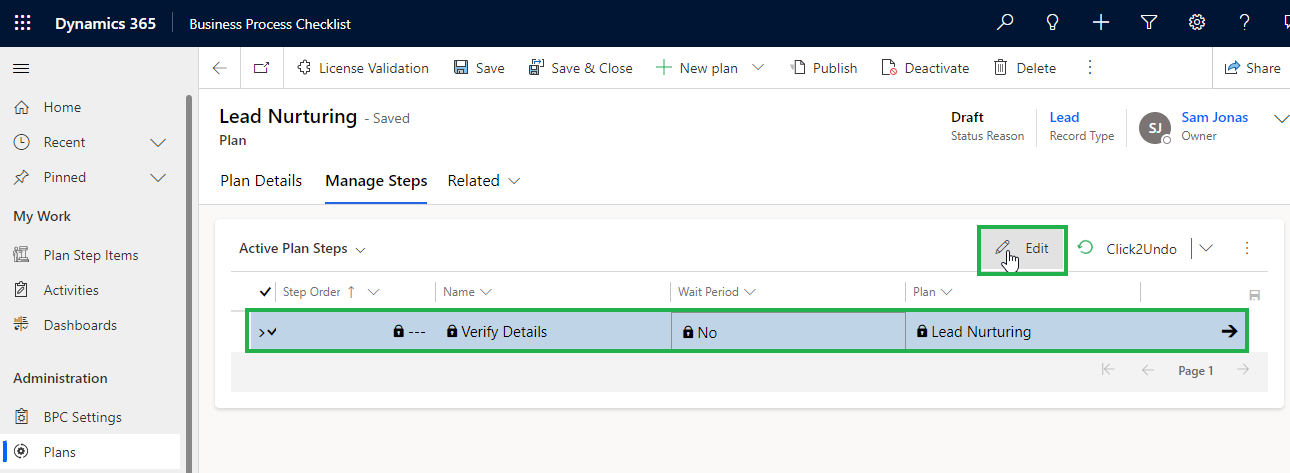 Dynamics 365 Business Process Checklist
License Validation Save Save & Close New plan Publish Deactivate Delete Share
Home
Recent
Pinned
My Work
Plan Step Items
Activities
Dashboards
Administration
BPC Settings
Plans
Lead Nurturing - Saved
Plan
Draft
Status Reason
Lead
Record Type
SJ
Sam Jonas
Owner
Plan Details Manage Steps Related
Active Plan Steps Edit Click2Undo
Step Order Name Wait Period Plan
--- Verify Details No Lead Nurturing
Page 1